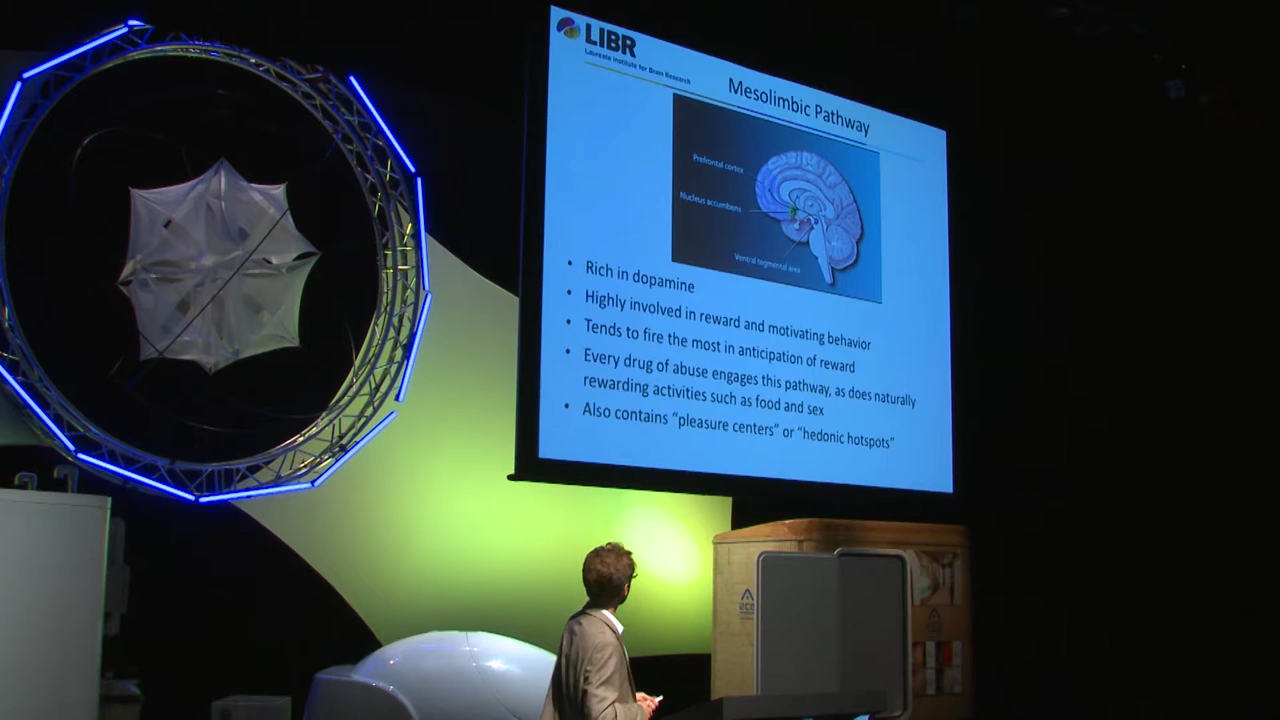 LIBR
Laureate Institute for Brain Research
Mesolimbic Pathway
Prefrontal cortex
Nucleus accumbens
Ventral tegmental area
• Rich in dopamine
• Highly involved in reward and motivating behavior
• Tends to fire the most in anticipation of reward
• Every drug of abuse engages this pathway, as does naturally
rewarding activities such as food and sex
• Also contains “pleasure centers” or “hedonic hotspots”